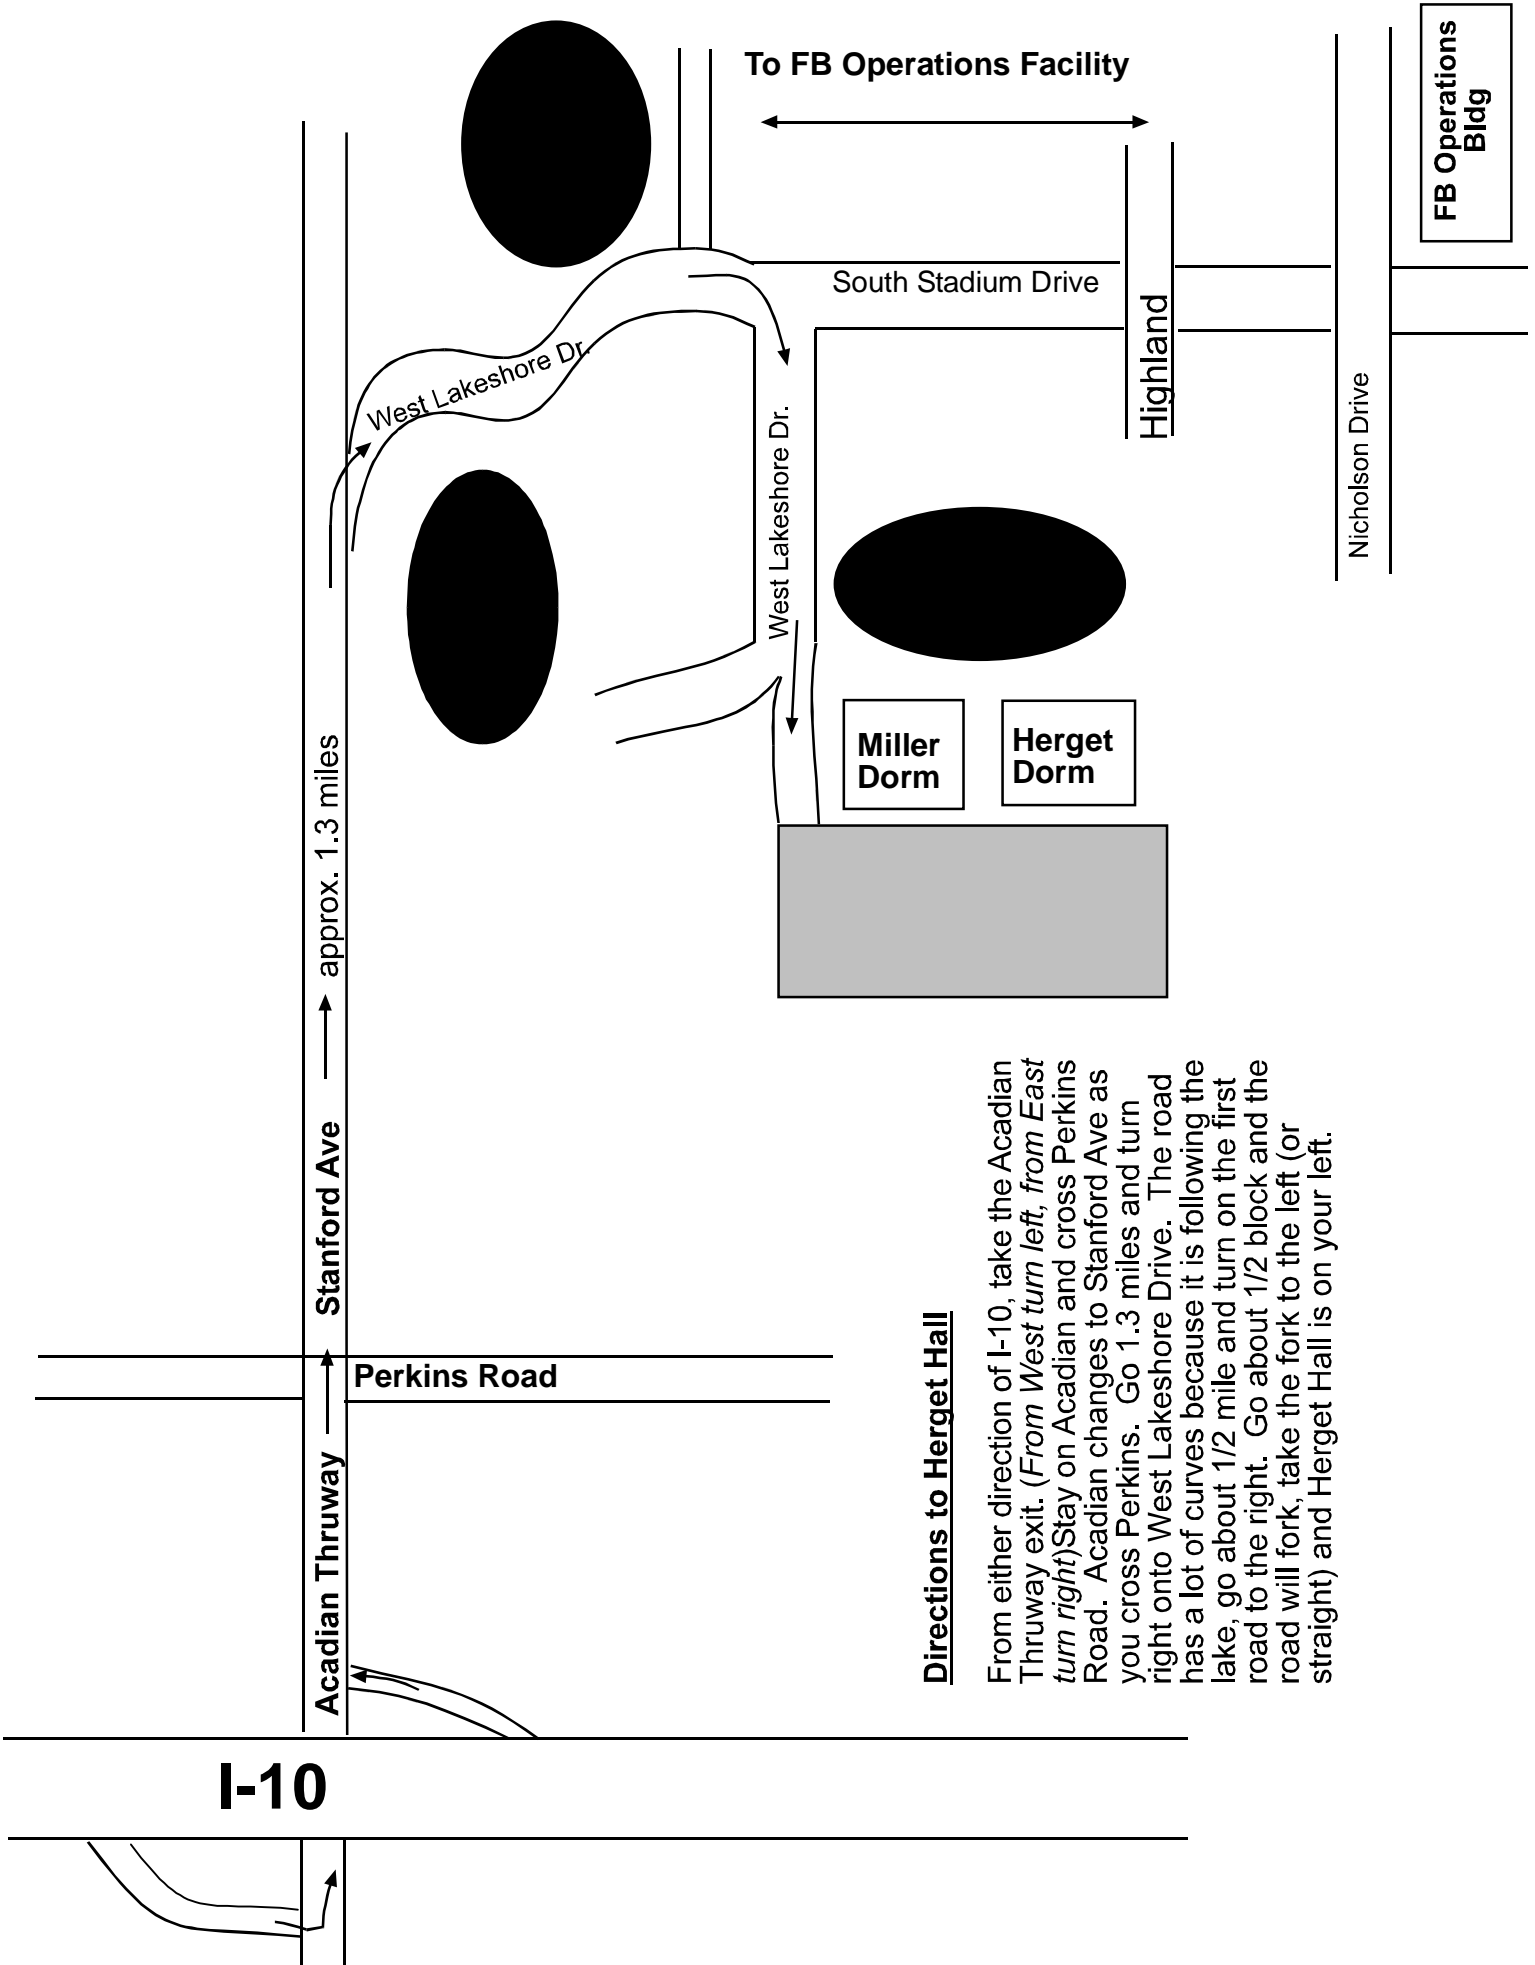 To FB Operations Facility
FB Operations
Bldg
South Stadium Drive
Highland
Nicholson Drive
West Lakeshore Dr.
West Lakeshore Dr.
Miller
Dorm
Herget
Dorm
approx. 1.3 miles
Stanford Ave
Perkins Road
Acadian Thruway
I-10
Directions to Herget Hall
From either direction of I-10, take the Acadian
Thruway exit. (From West turn left, from East
turn right)Stay on Acadian and cross Perkins
Road.  Acadian changes to Stanford Ave as
you cross Perkins.  Go 1.3 miles and turn
right onto West Lakeshore Drive.  The road
has a lot of curves because it is following the
lake, go about 1/2 mile and turn on the first
road to the right.  Go about 1/2 block and the
road will fork, take the fork to the left (or
straight) and Herget Hall is on your left.